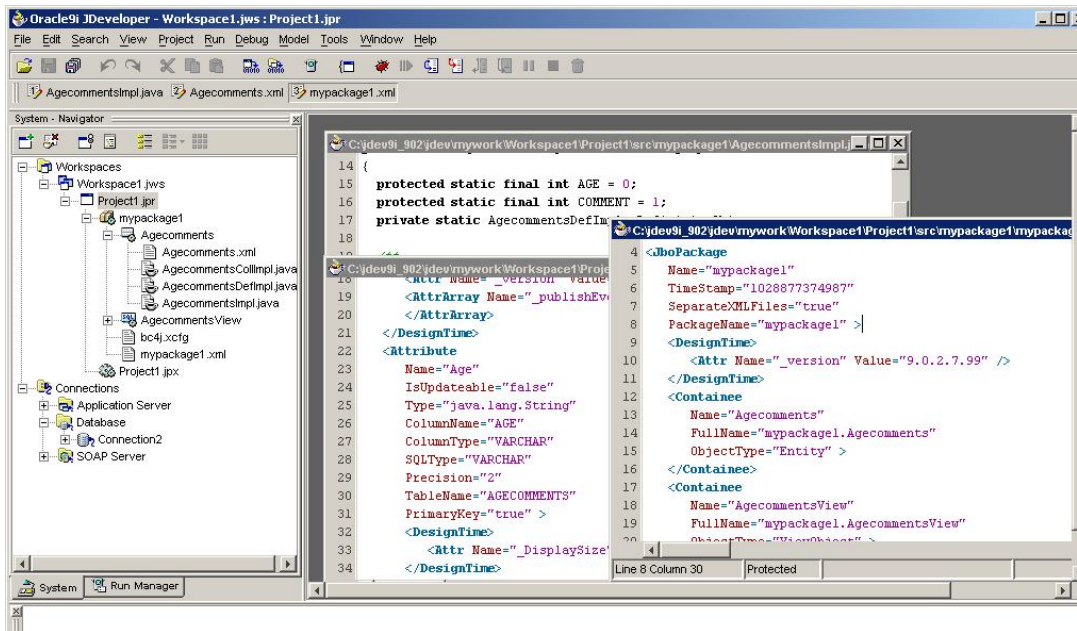 Oracle9i JDeveloper - Workspace1.jws : Project1.jpr
File Edit Search View Project Run Debug Model Tools Window Help
AgecommentsImpl.java Agecomments.xml mypackage1.xml
System - Navigator
Workspaces
Workspace1.jws
Project1.jpr
mypackage1
Agecomments
Agecomments.xml
AgecommentsCollImpl.java
AgecommentsDefImpl.java
AgecommentsImpl.java
AgecommentsView
bc4j.xcfg
mypackage1.xml
Project1.jpx
Connections
Application Server
Database
Connection2
SOAP Server
System Run Manager
C:\jdev9i_902\jdev\mywork\Workspace1\Project1\src\mypackage1\AgecommentsImpl.j
14 {
15 protected static final int AGE = 0;
16 protected static final int COMMENT = 1;
17 private static AgecommentsDefImpl
18
19 /**
C:\jdev9i_902\jdev\mywork\Workspace1\Proje
18 <Attr Name="_version" Value=
19 <AttrArray Name="_publishEv
20 </AttrArray>
21 </DesignTime>
22 <Attribute
23 Name="Age"
24 IsUpdateable="false"
25 Type="java.lang.String"
26 ColumnName="AGE"
27 ColumnType="VARCHAR"
28 SQLType="VARCHAR"
29 Precision="2"
30 TableName="AGECOMMENTS"
31 PrimaryKey="true" >
32 <DesignTime>
33 <Attr Name="_DisplaySize"
34 </DesignTime>
C:\jdev9i_902\jdev\mywork\Workspace1\Project1\src\mypackage1\mypackag
4 <JboPackage
5 Name="mypackage1"
6 TimeStamp="1028877374987"
7 SeparateXMLFiles="true"
8 PackageName="mypackage1" >
9 <DesignTime>
10 <Attr Name="_version" Value="9.0.2.7.99" />
11 </DesignTime>
12 <Containee
13 Name="Agecomments"
14 FullName="mypackage1.Agecomments"
15 ObjectType="Entity" >
16 </Containee>
17 <Containee
18 Name="AgecommentsView"
19 FullName="mypackage1.AgecommentsView"
20 ObjectType="ViewObject" >
Line 8 Column 30 Protected